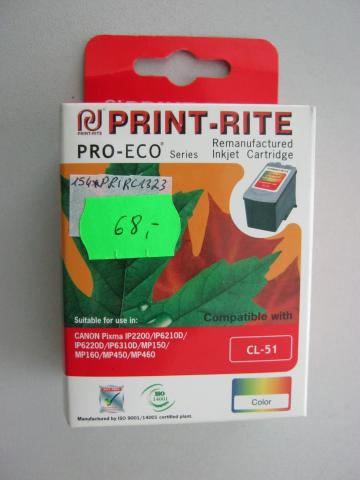 PRINT-RITE
PRINT-RITE
PRO-ECO® Series
Remanufactured
Inkjet Cartridge
154*PRIRC1323
68,-
Suitable for use in:
CANON Pixma IP2200/IP6210D/
IP6220D/IP6310D/MP150/
MP160/MP450/MP460
Compatible with
CL-51
ISO
14001
Color
Manufactured by ISO 9001/14001 certified plant.